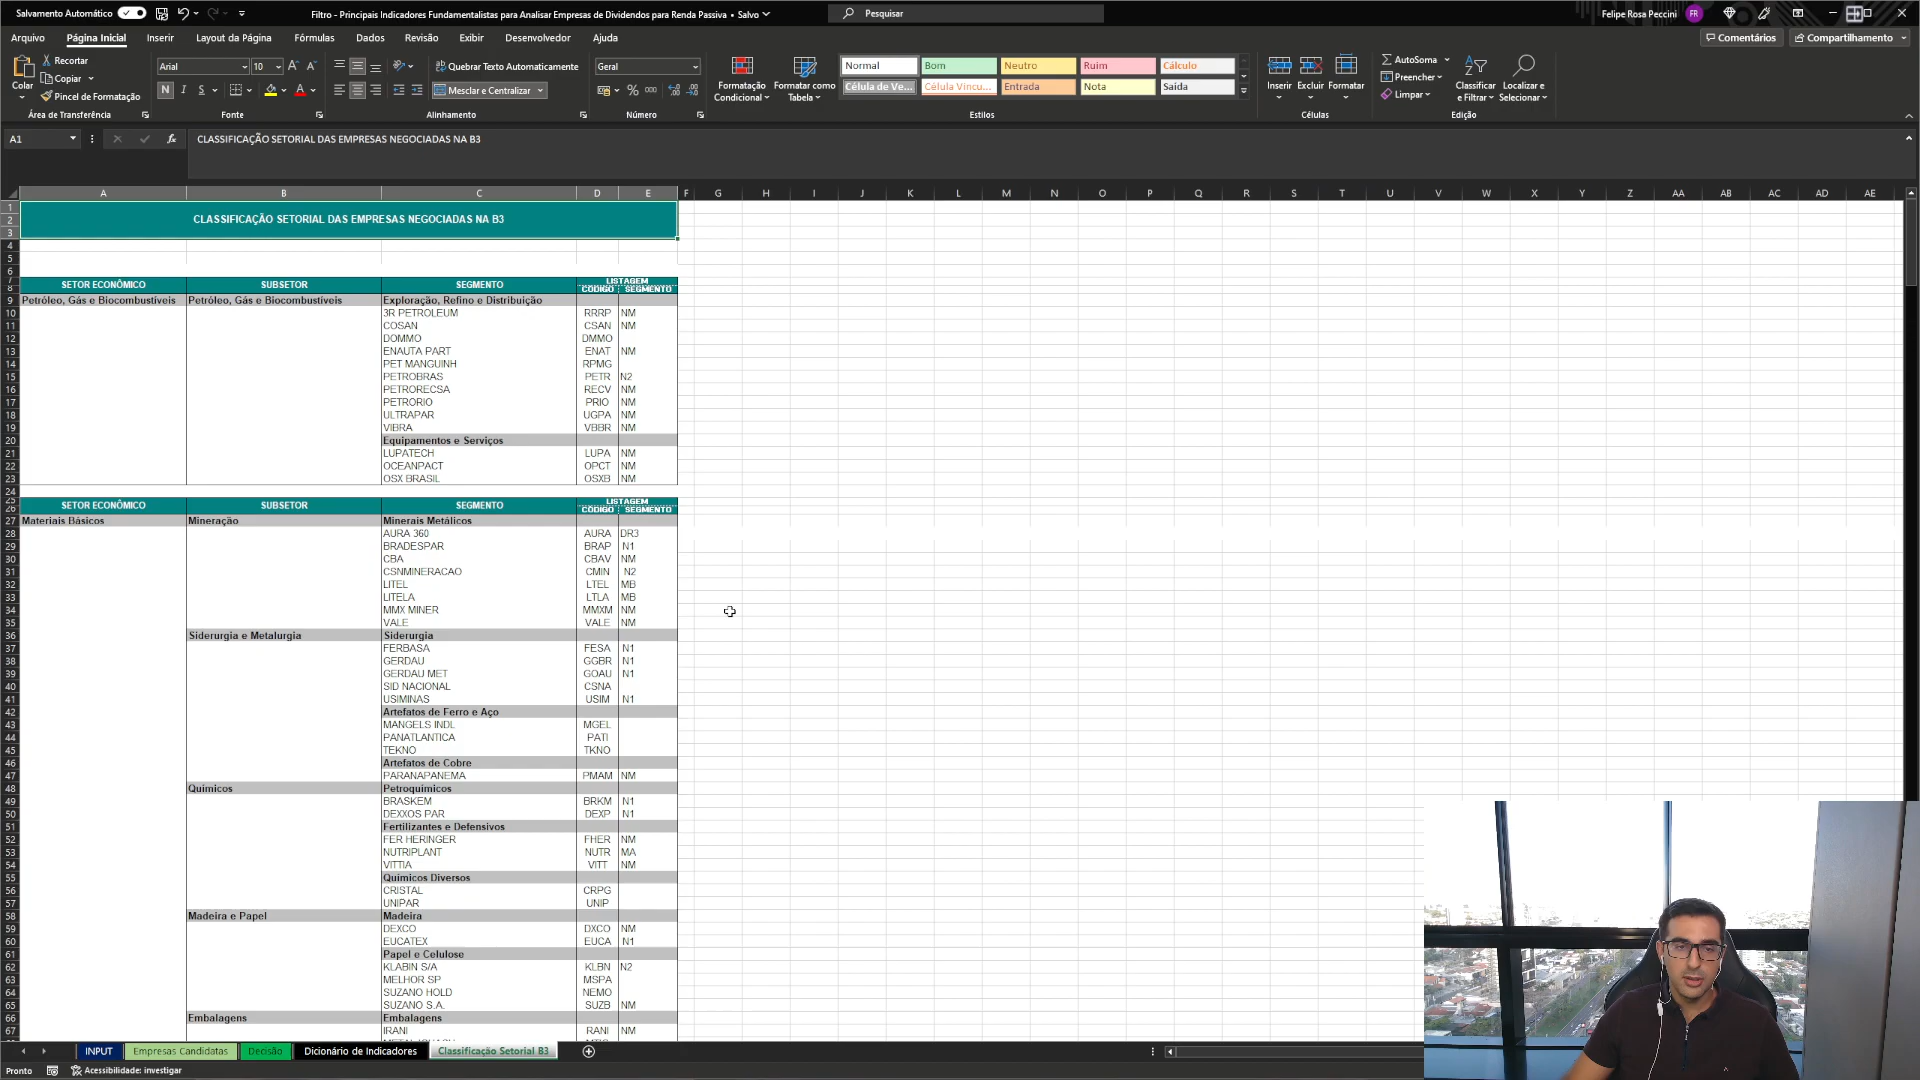 Salvamento Automático
Filtro - Principais Indicadores Fundamentalistas para Analisar Empresas de Dividendos para Renda Passiva • Salvo
Pesquisar
Felipe Rosa Peccini FR
Arquivo Página Inicial Inserir Layout da Página Fórmulas Dados Revisão Exibir Desenvolvedor Ajuda
Comentários Compartilhamento
Colar
Recortar
Copiar
Pincel de Formatação
Área de Transferência
Arial 10
N I S
Fonte
Quebrar Texto Automaticamente
Mesclar e Centralizar
Alinhamento
Geral
% 000
Número
Formatação Condicional
Formatar como Tabela
Normal Bom Neutro Ruim Cálculo
Célula de Ve... Célula Vincu... Entrada Nota Saída
Estilos
Inserir Excluir Formatar
Células
AutoSoma
Preencher
Limpar
Classificar e Filtrar
Localizar e Selecionar
Edição
A1 fx CLASSIFICAÇÃO SETORIAL DAS EMPRESAS NEGOCIADAS NA B3
A B C D E F G H I J K L M N O P Q R S T U V W X Y Z AA AB AC AD AE
1
2 CLASSIFICAÇÃO SETORIAL DAS EMPRESAS NEGOCIADAS NA B3
3
4
5
6
7 SETOR ECONÔMICO SUBSETOR SEGMENTO LISTAGEM
8 CÓDIGO SEGMENTO
9 Petróleo, Gás e Biocombustíveis Petróleo, Gás e Biocombustíveis Exploração, Refino e Distribuição
10 3R PETROLEUM RRRP NM
11 COSAN CSAN NM
12 DOMMO DMMO
13 ENAUTA PART ENAT NM
14 PET MANGUINH RPMG
15 PETROBRAS PETR N2
16 PETRORECSA RECV NM
17 PETRORIO PRIO NM
18 ULTRAPAR UGPA NM
19 VIBRA VBBR NM
20 Equipamentos e Serviços
21 LUPATECH LUPA NM
22 OCEANPACT OPCT NM
23 OSX BRASIL OSXB NM
24
25 SETOR ECONÔMICO SUBSETOR SEGMENTO LISTAGEM
26 CÓDIGO SEGMENTO
27 Materiais Básicos Mineração Minerais Metálicos
28 AURA 360 AURA DR3
29 BRADESPAR BRAP N1
30 CBA CBAV NM
31 CSNMINERACAO CMIN N2
32 LITEL LTEL MB
33 LITELA LTLA MB
34 MMX MINER MMXM NM
35 VALE VALE NM
36 Siderurgia e Metalurgia Siderurgia
37 FERBASA FESA N1
38 GERDAU GGBR N1
39 GERDAU MET GOAU N1
40 SID NACIONAL CSNA
41 USIMINAS USIM N1
42 Artefatos de Ferro e Aço
43 MANGELS INDL MGEL
44 PANATLANTICA PATI
45 TEKNO TKNO
46 Artefatos de Cobre
47 PARANAPANEMA PMAM NM
48 Químicos Petroquímicos
49 BRASKEM BRKM N1
50 DEXXOS PAR DEXP N1
51 Fertilizantes e Defensivos
52 FER HERINGER FHER NM
53 NUTRIPLANT NUTR MA
54 VITTIA VITT NM
55 Químicos Diversos
56 CRISTAL CRPG
57 UNIPAR UNIP
58 Madeira e Papel Madeira
59 DEXCO DXCO NM
60 EUCATEX EUCA N1
61 Papel e Celulose
62 KLABIN S/A KLBN N2
63 MELHOR SP MSPA
64 SUZANO HOLD NEMO
65 SUZANO S.A. SUZB NM
66 Embalagens Embalagens
67 IRANI RANI NM
INPUT Empresas Candidatas Decisão Dicionário de Indicadores Classificação Setorial B3
Pronto Acessibilidade: investigar